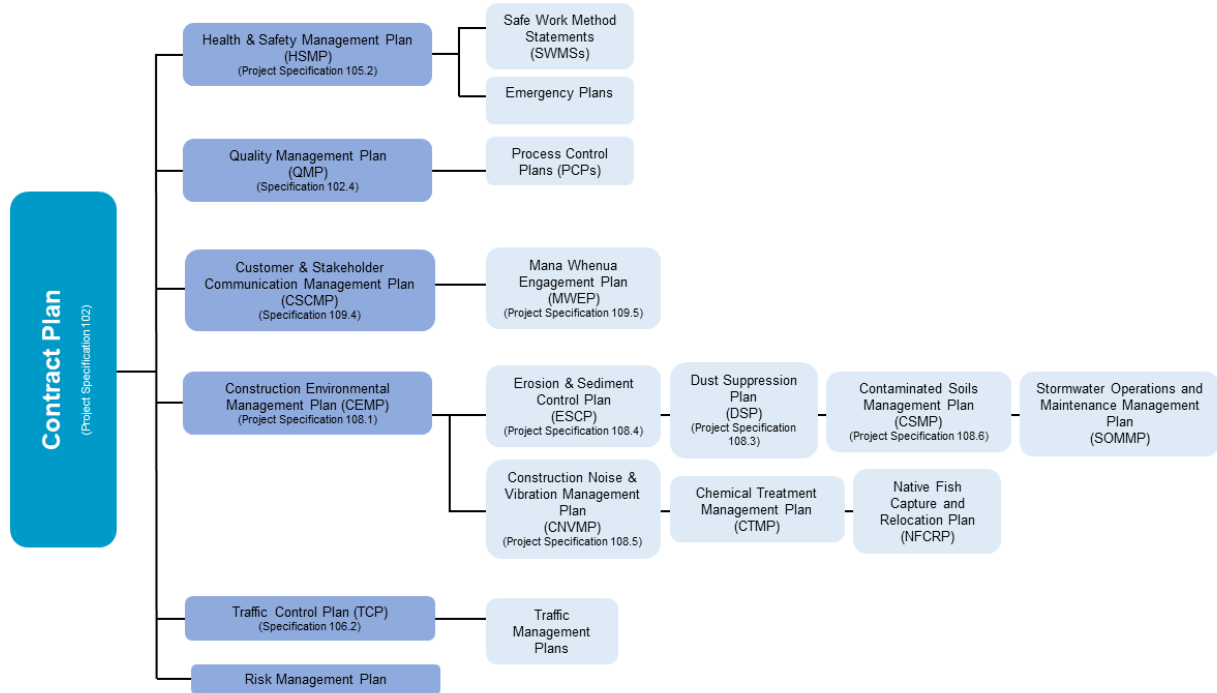 Contract Plan
(Project Specification 102)
Health & Safety Management Plan
(HSMP)
(Project Specification 105.2)
Safe Work Method
Statements
(SWMSs)
Emergency Plans
Quality Management Plan
(QMP)
(Specification 102.4)
Process Control
Plans (PCPs)
Customer & Stakeholder
Communication Management Plan
(CSCMP)
(Specification 109.4)
Mana Whenua
Engagement Plan
(MWEP)
(Project Specification 109.5)
Construction Environmental
Management Plan (CEMP)
(Project Specification 108.1)
Erosion & Sediment
Control Plan
(ESCP)
(Project Specification 108.4)
Dust Suppression
Plan
(DSP)
(Project Specification
108.3)
Contaminated Soils
Management Plan
(CSMP)
(Project Specification 108.6)
Stormwater Operations and
Maintenance Management
Plan
(SOMMP)
Construction Noise &
Vibration Management
Plan
(CNVMP)
(Project Specification 108.5)
Chemical Treatment
Management Plan
(CTMP)
Native Fish
Capture and
Relocation Plan
(NFCRP)
Traffic Control Plan (TCP)
(Specification 106.2)
Traffic
Management
Plans
Risk Management Plan